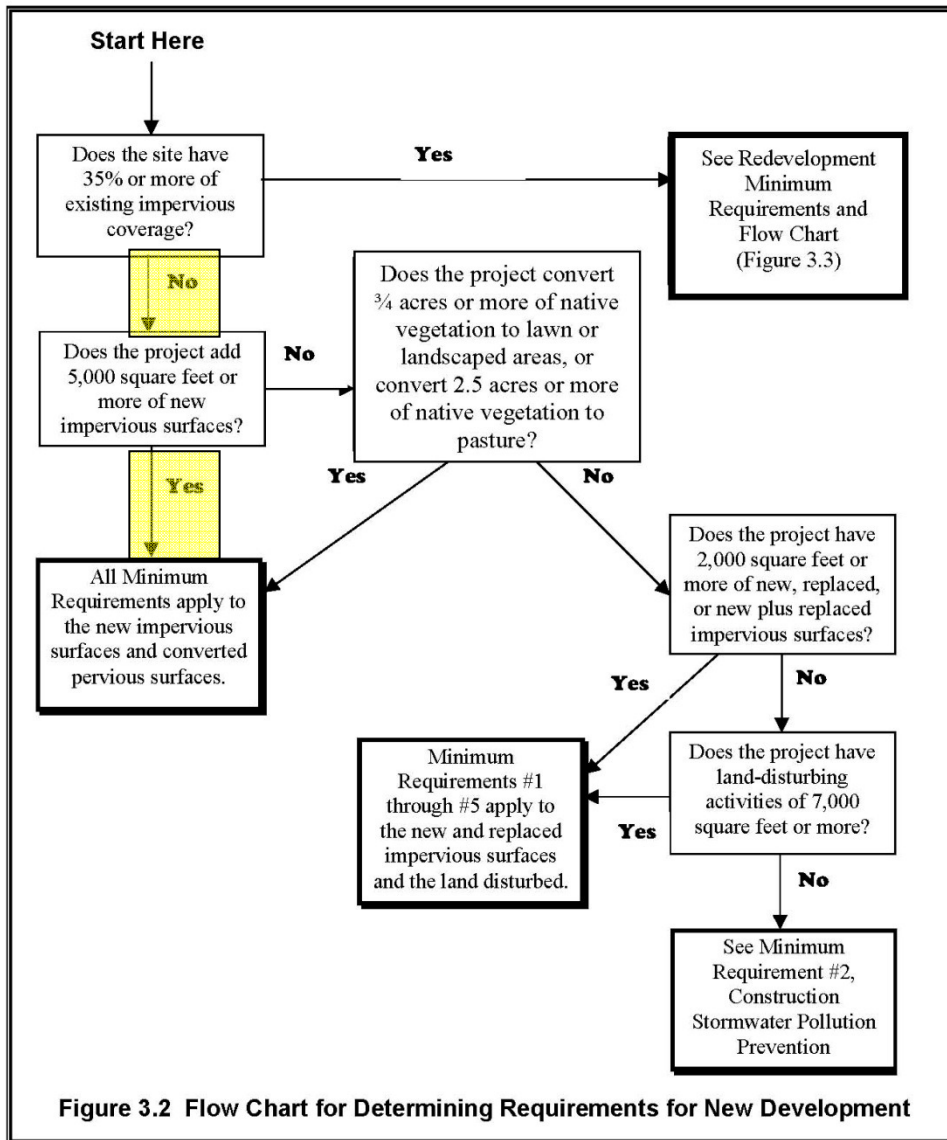 Start Here
Does the site have
35% or more of
existing impervious
coverage?
Yes
See Redevelopment
Minimum
Requirements and
Flow Chart
(Figure 3.3)
No
Does the project add
5,000 square feet or
more of new
impervious surfaces?
No
Does the project convert
¾ acres or more of native
vegetation to lawn or
landscaped areas, or
convert 2.5 acres or more
of native vegetation to
pasture?
Yes
Yes
No
All Minimum
Requirements apply to
the new impervious
surfaces and converted
pervious surfaces.
Does the project have
2,000 square feet or
more of new, replaced,
or new plus replaced
impervious surfaces?
Yes
No
Minimum
Requirements #1
through #5 apply to
the new and replaced
impervious surfaces
and the land disturbed.
Does the project have
land-disturbing
activities of 7,000
square feet or more?
Yes
No
See Minimum
Requirement #2,
Construction
Stormwater Pollution
Prevention
Figure 3.2 Flow Chart for Determining Requirements for New Development